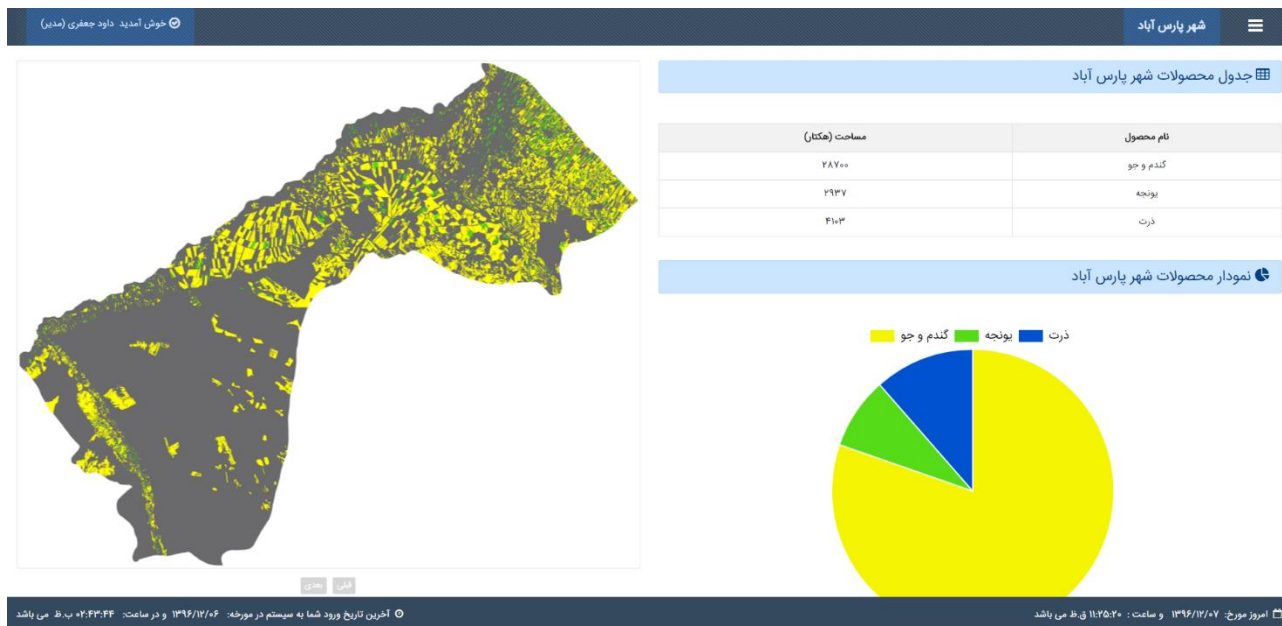 شهر پارس آباد
خوش آمدید داود جعفری (مدیر)
جدول محصولات شهر پارس آباد
نام محصول مساحت (هکتار)
گندم و جو ۲۸۷۰۰
یونجه ۲۹۳۷
ذرت ۴۱۰۳
نمودار محصولات شهر پارس آباد
ذرت یونجه گندم و جو
قبلی بعدی
امروز مورخ: ۱۳۹۶/۱۲/۰۷ و ساعت : ۱۱:۲۵:۲۰ ق.ظ می باشد
آخرین تاریخ ورود شما به سیستم در مورخه: ۱۳۹۶/۱۲/۰۶ و در ساعت: ۰۲:۴۳:۴۴ ب.ظ می باشد